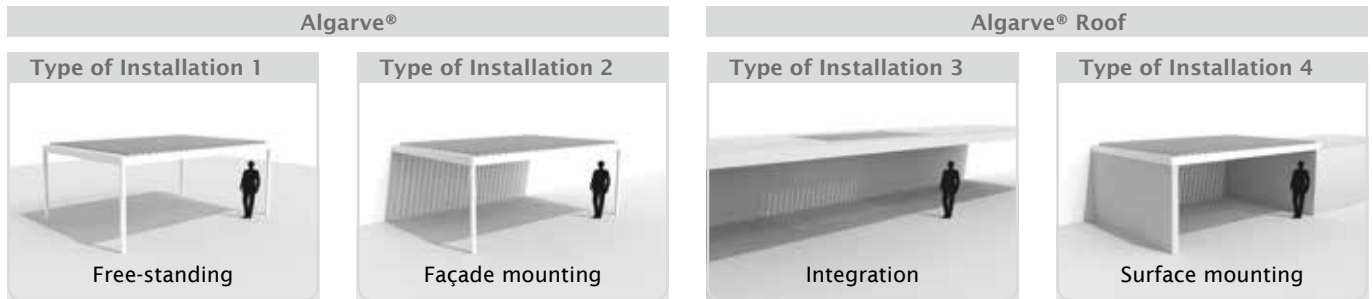 Algarve®
Algarve® Roof
Type of Installation 1
Type of Installation 2
Type of Installation 3
Type of Installation 4
Free-standing
Façade mounting
Integration
Surface mounting